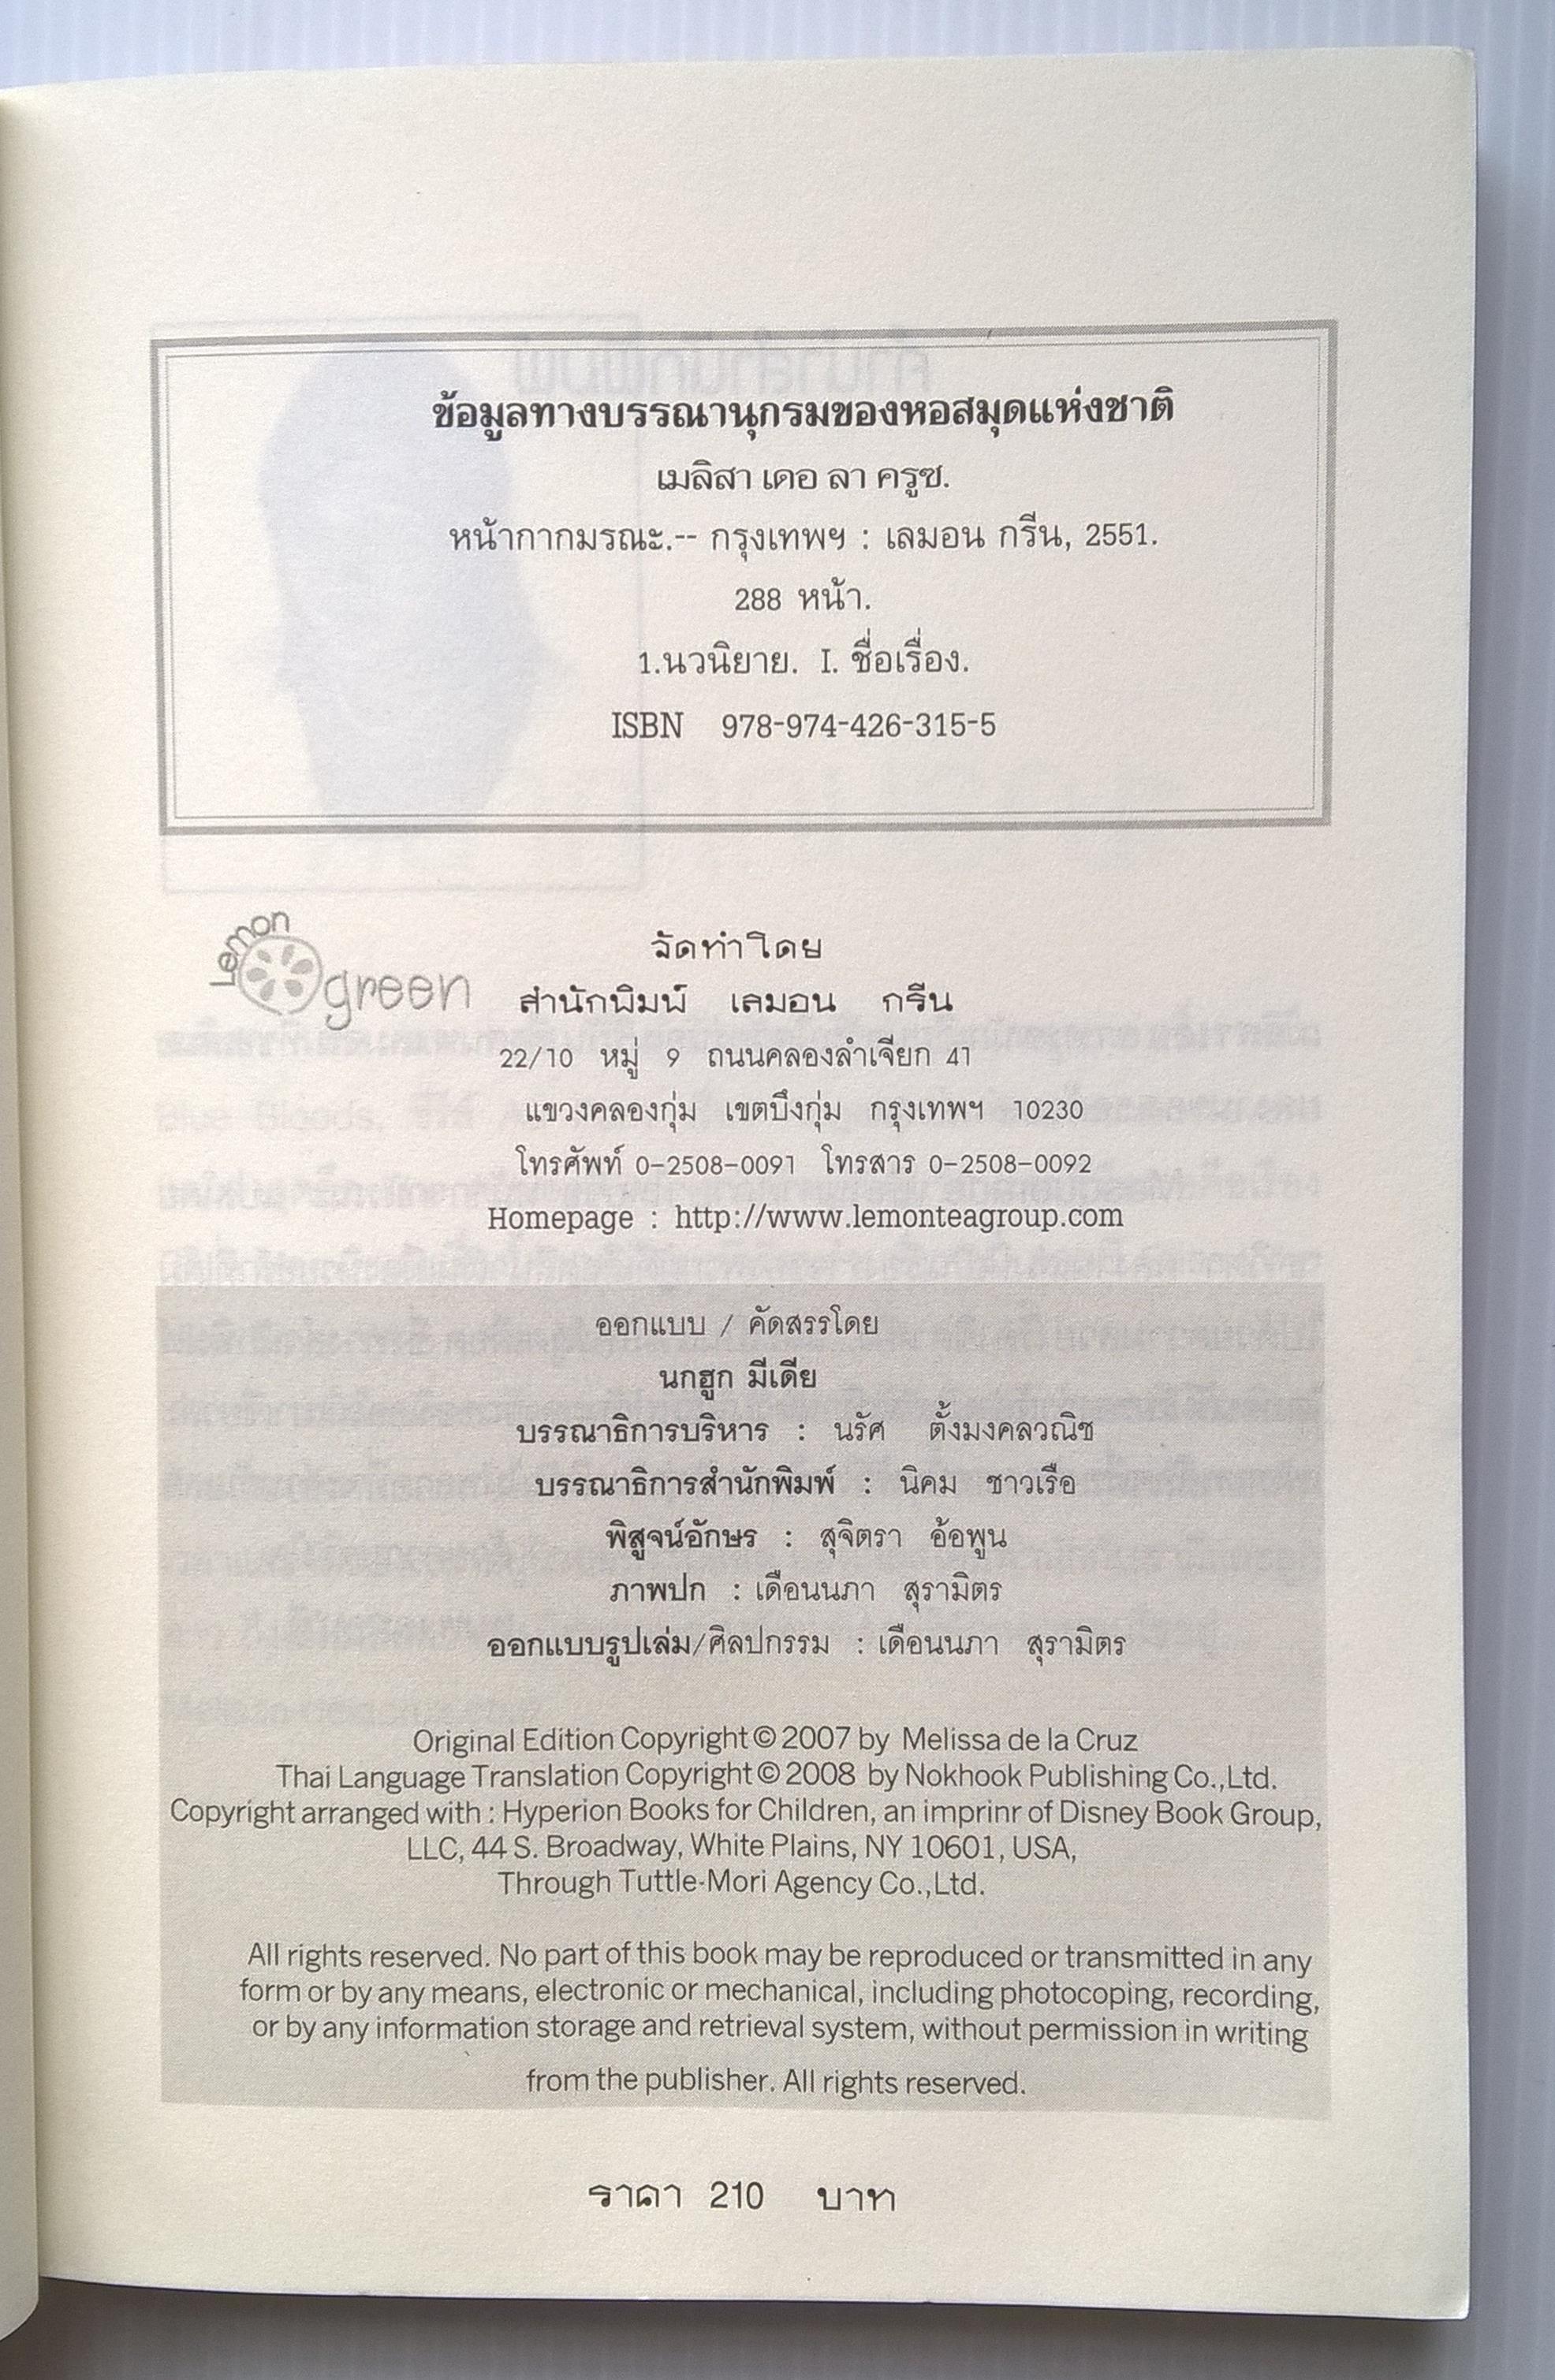 ข้อมูลทางบรรณานุกรมของหอสมุดแห่งชาติ
เมลิสา เดอ ลา ครูซ.
หน้ากากมรณะ.-- กรุงเทพฯ : เลมอน กรีน, 2551.
288 หน้า.
1.นวนิยาย. I. ชื่อเรื่อง.
ISBN 978-974-426-315-5
Lemon green
จัดทำโดย
สำนักพิมพ์ เลมอน กรีน
22/10 หมู่ 9 ถนนคลองลำเจียก 41
แขวงคลองกุ่ม เขตบึงกุ่ม กรุงเทพฯ 10230
โทรศัพท์ 0-2508-0091 โทรสาร 0-2508-0092
Homepage : http://www.lemonteagroup.com
ออกแบบ / คัดสรรโดย
นกฮูก มีเดีย
บรรณาธิการบริหาร : นรัศ ตั้งมงคลวณิช
บรรณาธิการสำนักพิมพ์ : นิคม ชาวเรือ
พิสูจน์อักษร : สุจิตรา อ้อพูน
ภาพปก : เดือนนภา สุรามิตร
ออกแบบรูปเล่ม/ศิลปกรรม : เดือนนภา สุรามิตร
Original Edition Copyright © 2007 by Melissa de la Cruz
Thai Language Translation Copyright © 2008 by Nokhook Publishing Co.,Ltd.
Copyright arranged with : Hyperion Books for Children, an imprinr of Disney Book Group,
LLC, 44 S. Broadway, White Plains, NY 10601, USA,
Through Tuttle-Mori Agency Co.,Ltd.
All rights reserved. No part of this book may be reproduced or transmitted in any
form or by any means, electronic or mechanical, including photocoping, recording,
or by any information storage and retrieval system, without permission in writing
from the publisher. All rights reserved.
ราคา 210 บาท